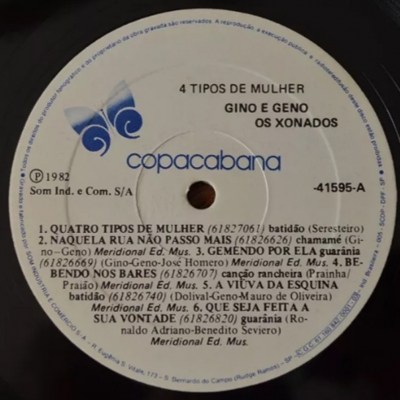 4 TIPOS DE MULHER
GINO E GENO
OS XONADOS
copacabana
Ⓟ 1982
Som Ind. e Com. S/A
-41595-A
1. QUATRO TIPOS DE MULHER (61827061) batidão (Seresteiro)
2. NAQUELA RUA NÃO PASSO MAIS (61826626) chamamé (Gi-
no-Geno) Meridional Ed. Mus. 3. GEMENDO POR ELA guarânia
(61826669) (Gino-Geno-José Homero) Meridional Ed. Mus. 4. BE-
BENDO NOS BARES (61826707) canção rancheira (Prainha/
Praião) Meridional Ed. Mus. 5. A VIÚVA DA ESQUINA
batidão (61826740) (Dolival-Geno-Mauro de Oliveira)
Meridional Ed. Mus. 6. QUE SEJA FEITA A
SUA VONTADE (61826820) guarânia (Ro-
naldo Adriano-Benedito Seviero)
Meridional Ed. Mus.